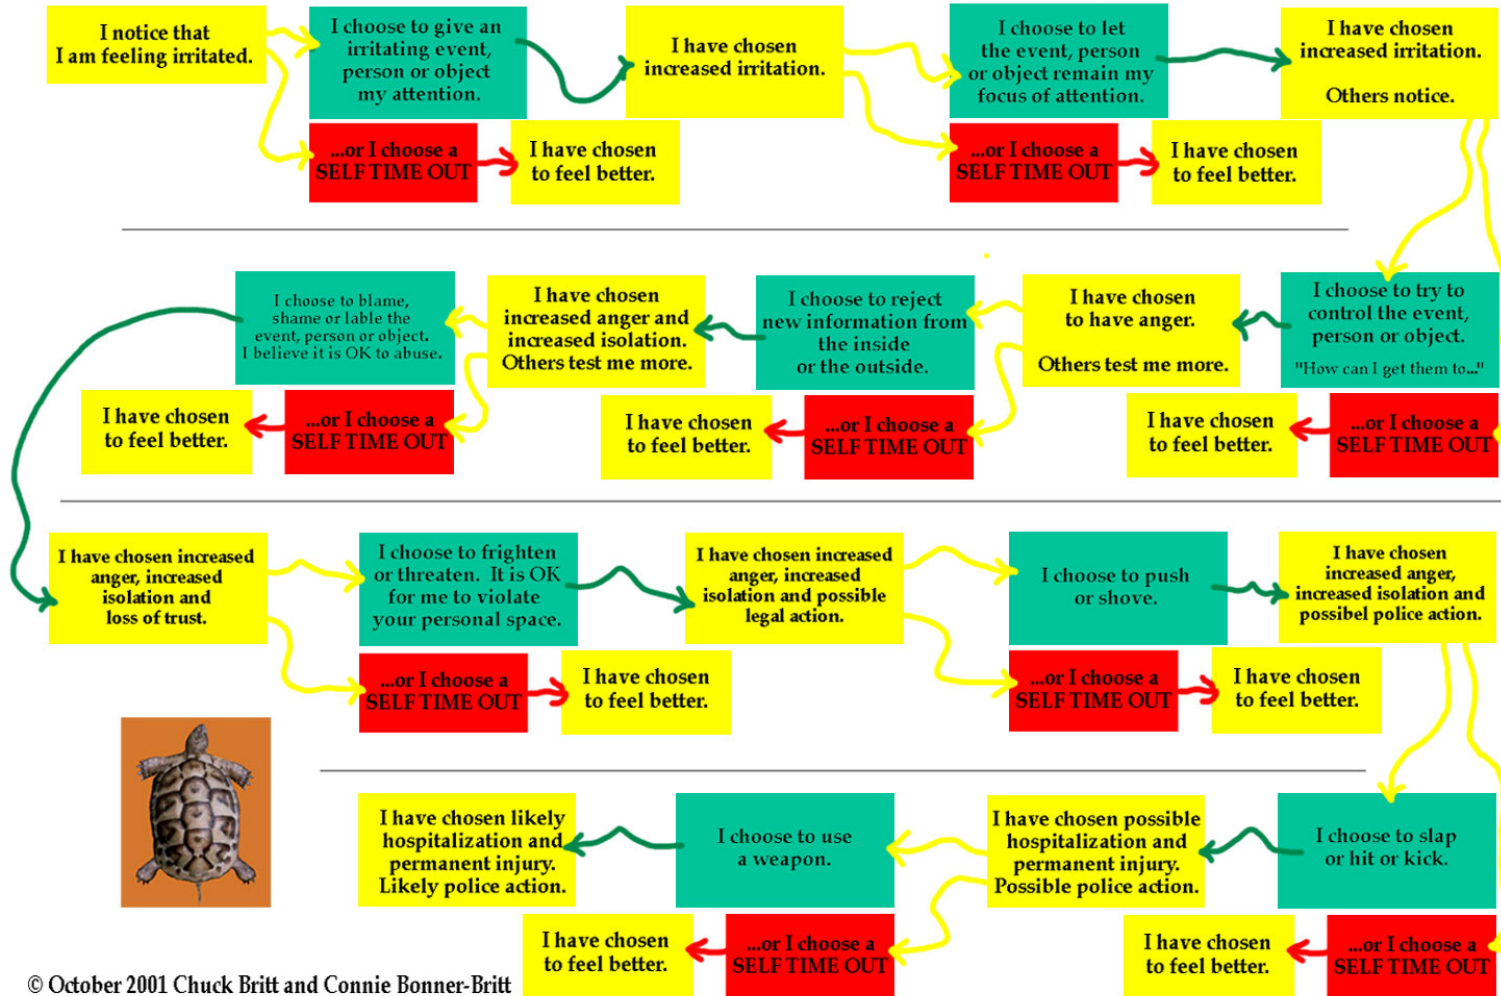 I notice that
I am feeling irritated.
I choose to give an
irritating event,
person or object
my attention.
...or I choose a
SELF TIME OUT
I have chosen
to feel better.
I have chosen
increased irritation.
I choose to let
the event, person
or object remain my
focus of attention.
...or I choose a
SELF TIME OUT
I have chosen
to feel better.
I have chosen
increased irritation.
Others notice.
I choose to try to
control the event,
person or object.
"How can I get them to..."
...or I choose a
SELF TIME OUT
I have chosen
to feel better.
I have chosen
to have anger.
Others test me more.
I choose to reject
new information from
the inside
or the outside.
...or I choose a
SELF TIME OUT
I have chosen
to feel better.
I have chosen
increased anger and
increased isolation.
Others test me more.
I choose to blame,
shame or lable the
event, person or object.
I believe it is OK to abuse.
...or I choose a
SELF TIME OUT
I have chosen
to feel better.
I have chosen increased
anger, increased
isolation and
loss of trust.
I choose to frighten
or threaten. It is OK
for me to violate
your personal space.
...or I choose a
SELF TIME OUT
I have chosen
to feel better.
I have chosen increased
anger, increased
isolation and possible
legal action.
I choose to push
or shove.
...or I choose a
SELF TIME OUT
I have chosen
to feel better.
I have chosen
increased anger,
increased isolation and
possibel police action.
I choose to slap
or hit or kick.
...or I choose a
SELF TIME OUT
I have chosen
to feel better.
I have chosen possible
hospitalization and
permanent injury.
Possible police action.
I choose to use
a weapon.
...or I choose a
SELF TIME OUT
I have chosen
to feel better.
I have chosen likely
hospitalization and
permanent injury.
Likely police action.
© October 2001 Chuck Britt and Connie Bonner-Britt